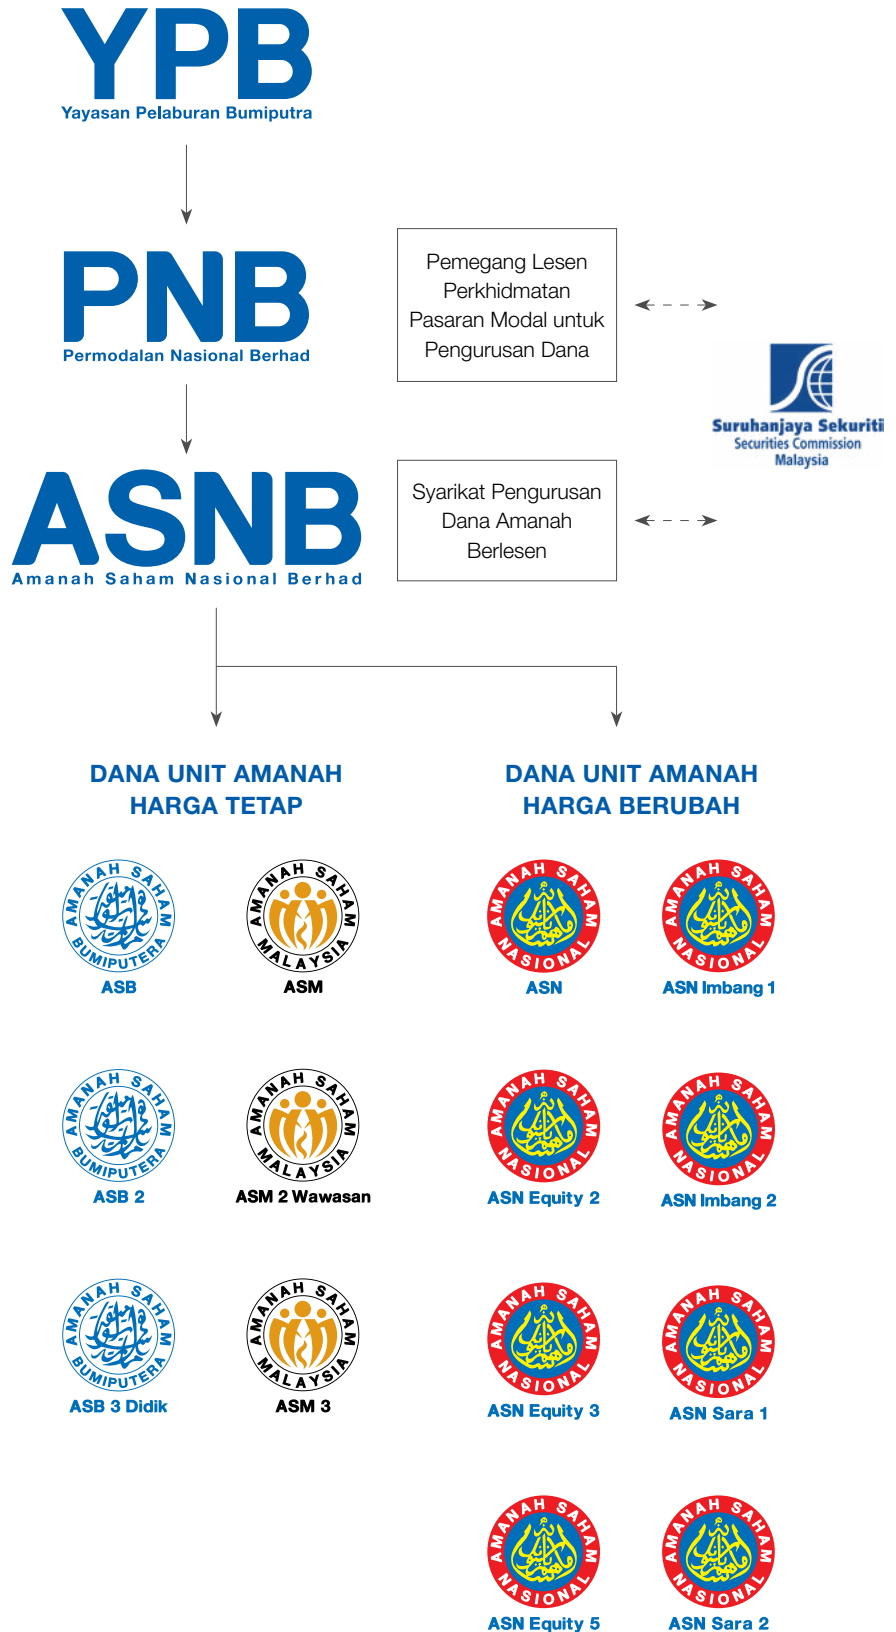 YPB
Yayasan Pelaburan Bumiputra
PNB
Permodalan Nasional Berhad
Pemegang Lesen
Perkhidmatan
Pasaran Modal untuk
Pengurusan Dana
Suruhanjaya Sekuriti
Securities Commission
Malaysia
ASNB
Amanah Saham Nasional Berhad
Syarikat Pengurusan
Dana Amanah
Berlesen
DANA UNIT AMANAH
HARGA TETAP
DANA UNIT AMANAH
HARGA BERUBAH
AMANAH SAHAM
BUMIPUTERA
ASB
AMANAH SAHAM
MALAYSIA
ASM
AMANAH SAHAM
NASIONAL
ASN
AMANAH SAHAM
NASIONAL
ASN Imbang 1
AMANAH SAHAM
BUMIPUTERA
ASB 2
AMANAH SAHAM
MALAYSIA
ASM 2 Wawasan
AMANAH SAHAM
NASIONAL
ASN Equity 2
AMANAH SAHAM
NASIONAL
ASN Imbang 2
AMANAH SAHAM
BUMIPUTERA
ASB 3 Didik
AMANAH SAHAM
MALAYSIA
ASM 3
AMANAH SAHAM
NASIONAL
ASN Equity 3
AMANAH SAHAM
NASIONAL
ASN Sara 1
AMANAH SAHAM
NASIONAL
ASN Equity 5
AMANAH SAHAM
NASIONAL
ASN Sara 2